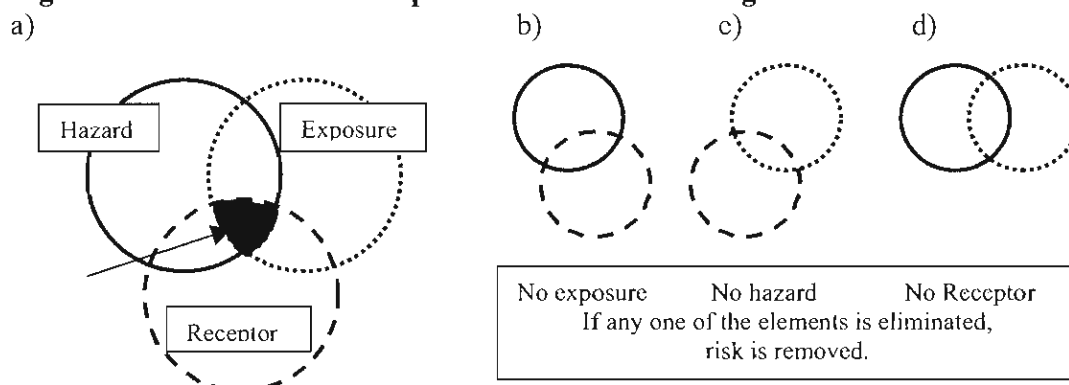 a)
b) c) d)
Hazard Exposure
Receptor
No exposure No hazard No Receptor
If any one of the elements is eliminated,
risk is removed.